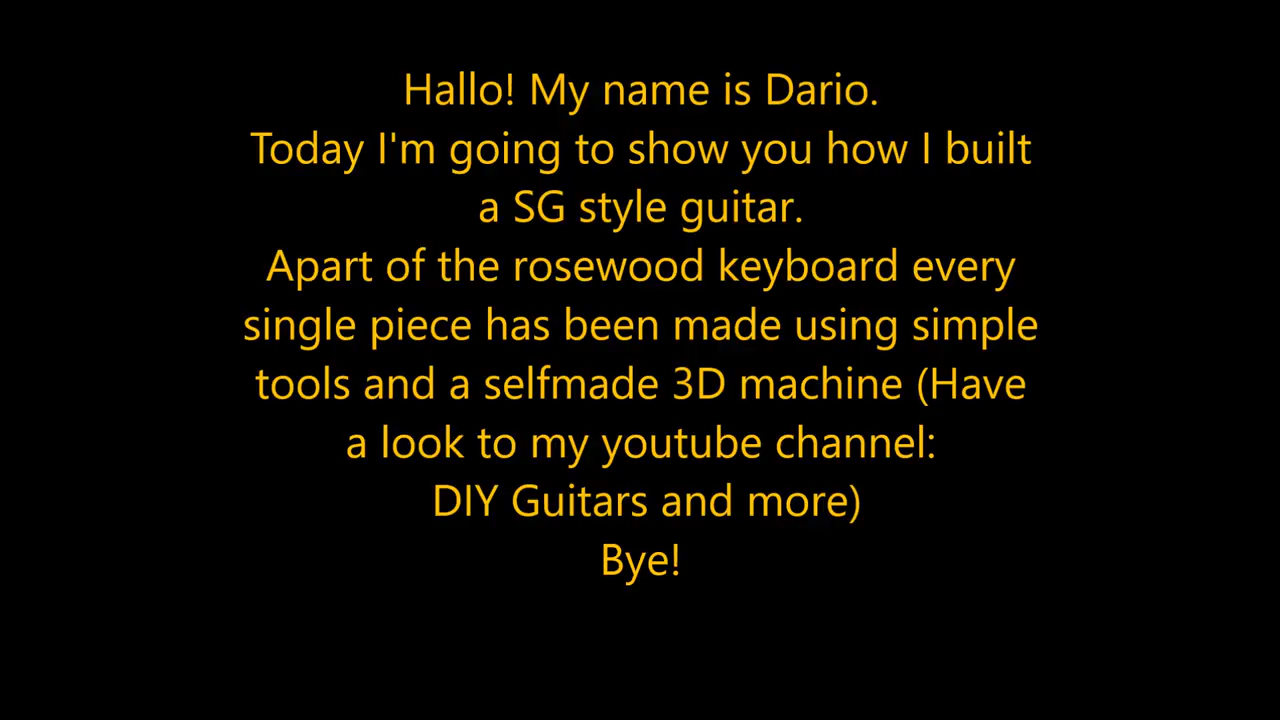 Hallo! My name is Dario.
Today I'm going to show you how I built
a SG style guitar.
Apart of the rosewood keyboard every
single piece has been made using simple
tools and a selfmade 3D machine (Have
a look to my youtube channel:
DIY Guitars and more)
Bye!